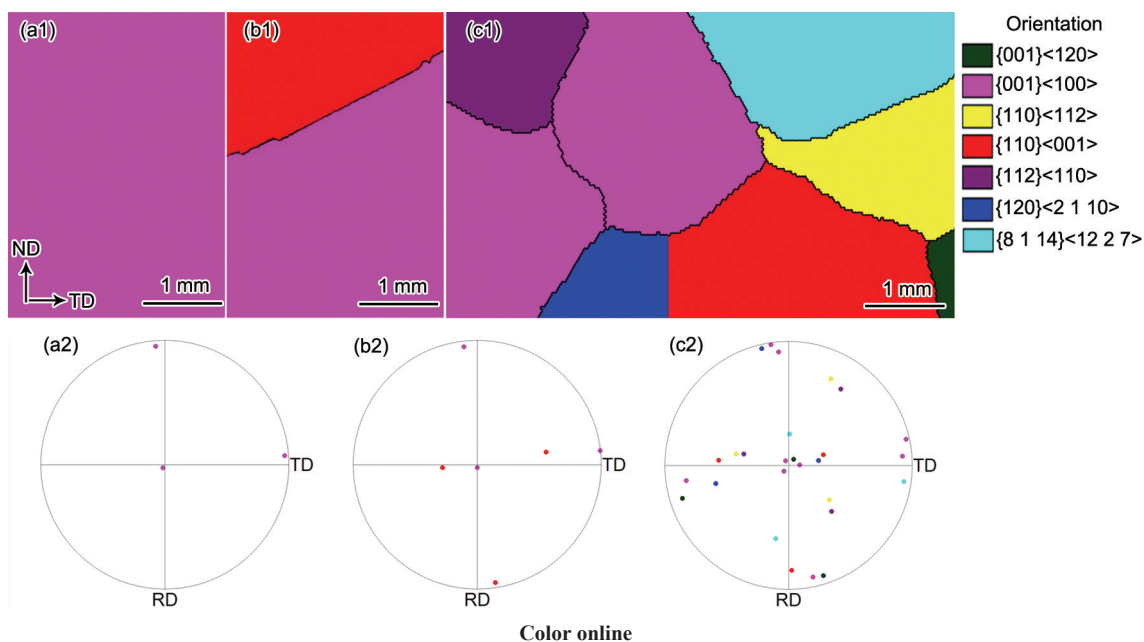 (a1)
(b1)
(c1)
Orientation
{001}<120>
{001}<100>
{110}<112>
{110}<001>
{112}<110>
{120}<2 1 10>
{8 1 14}<12 2 7>
ND
TD
1 mm
1 mm
1 mm
(a2)
(b2)
(c2)
TD
TD
TD
RD
RD
RD
Color online